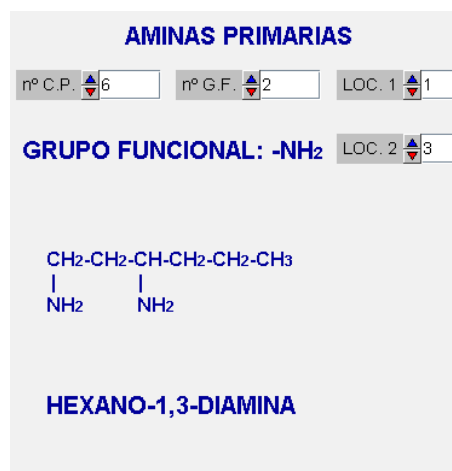 AMINAS PRIMARIAS
nº C.P. 6 nº G.F. 2 LOC. 1 1
GRUPO FUNCIONAL: -NH2 LOC. 2 3
CH2-CH2-CH-CH2-CH2-CH3
| |
NH2 NH2
HEXANO-1,3-DIAMINA